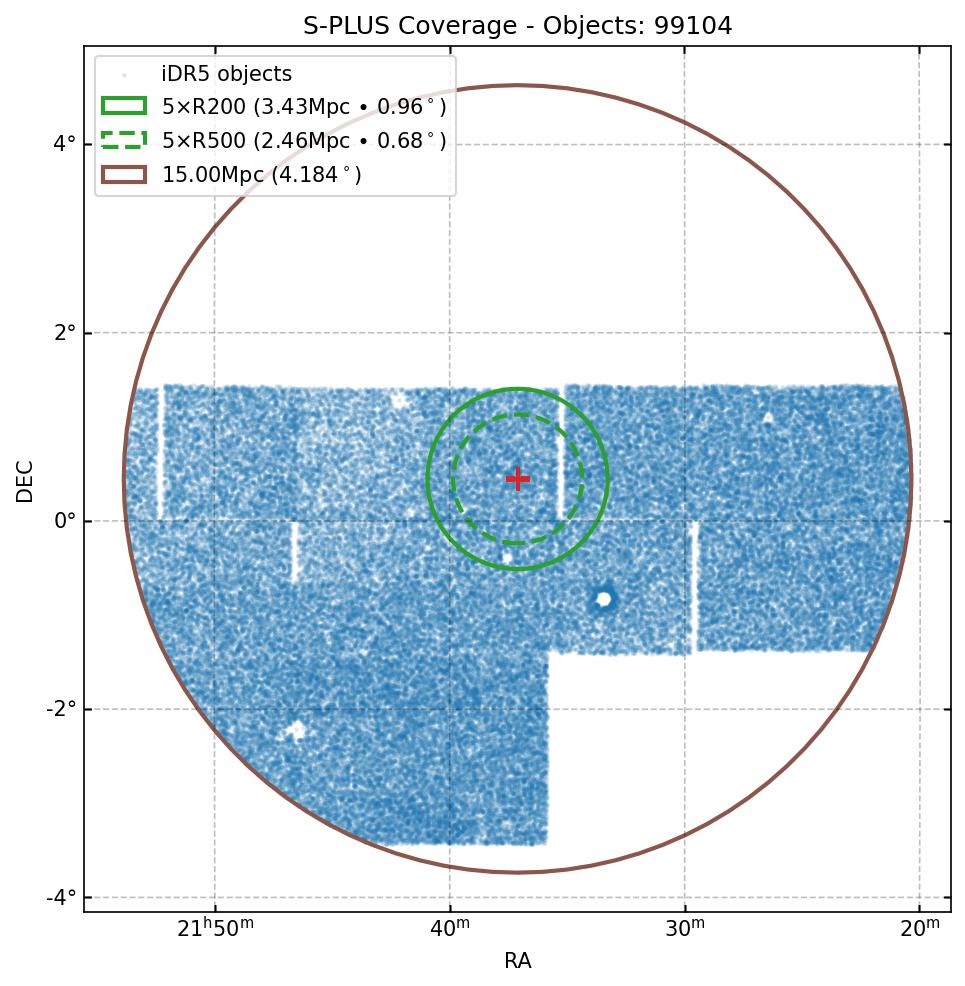 S-PLUS Coverage - Objects: 99104
iDR5 objects
5×R200 (3.43Mpc • 0.96°)
5×R500 (2.46Mpc • 0.68°)
15.00Mpc (4.184°)
4°
2°
0°
-2°
-4°
DEC
21ʰ50ᵐ
40ᵐ
30ᵐ
20ᵐ
RA